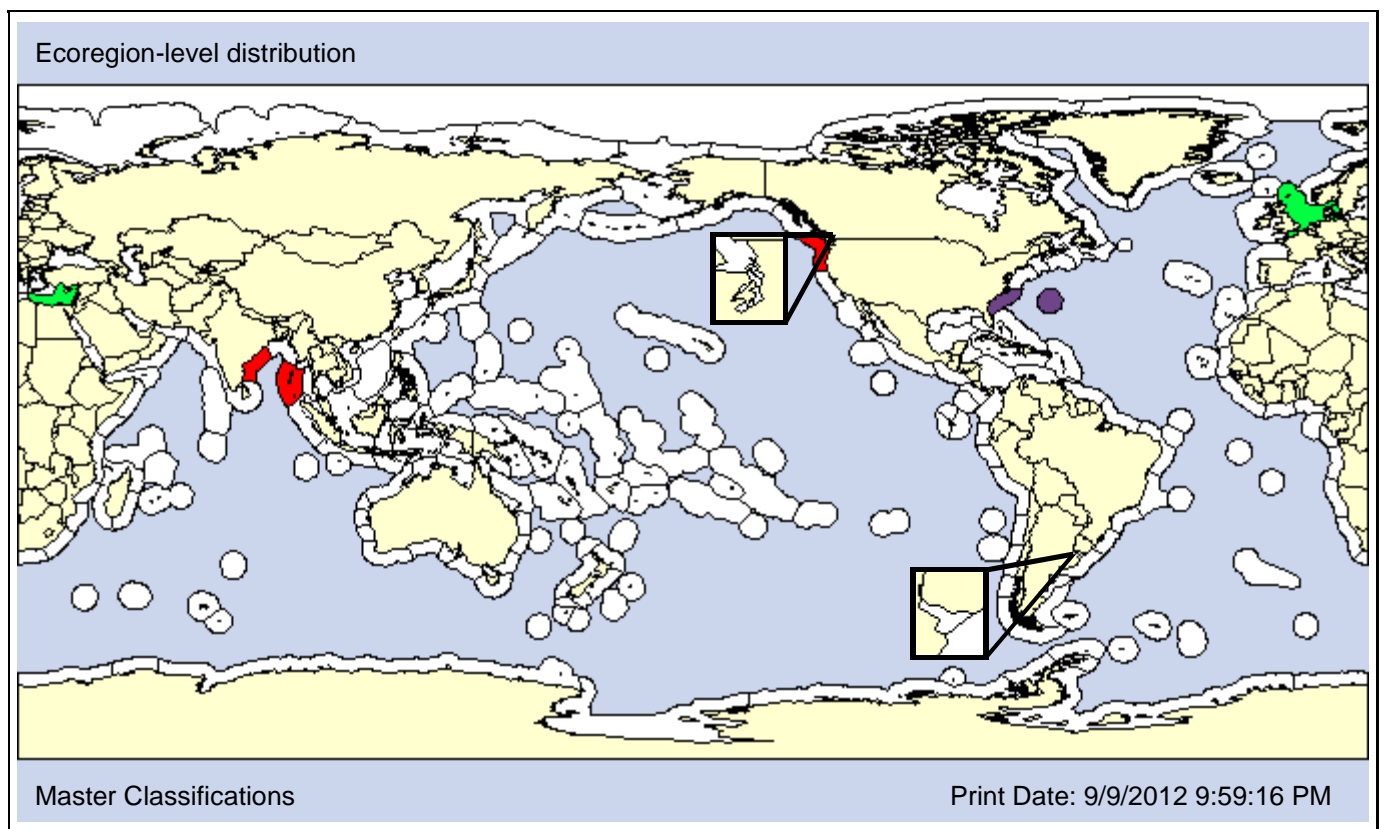 Ecoregion-level distribution
Master Classifications
Print Date: 9/9/2012 9:59:16 PM